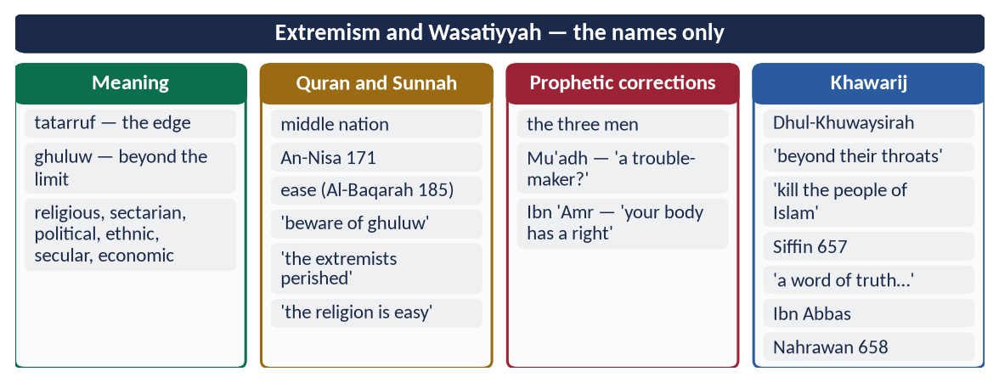 Extremism and Wasatiyyah — the names only
Meaning
tatarruf — the edge
ghuluw — beyond the
limit
religious, sectarian,
political, ethnic,
secular, economic
Quran and Sunnah
middle nation
An-Nisa 171
ease (Al-Baqarah 185)
'beware of ghuluw'
'the extremists
perished'
'the religion is easy'
Prophetic corrections
the three men
Mu'adh — 'a trouble-
maker?'
Ibn 'Amr — 'your body
has a right'
Khawarij
Dhul-Khuwaysirah
'beyond their throats'
'kill the people of
Islam'
Siffin 657
'a word of truth...'
Ibn Abbas
Nahrawan 658